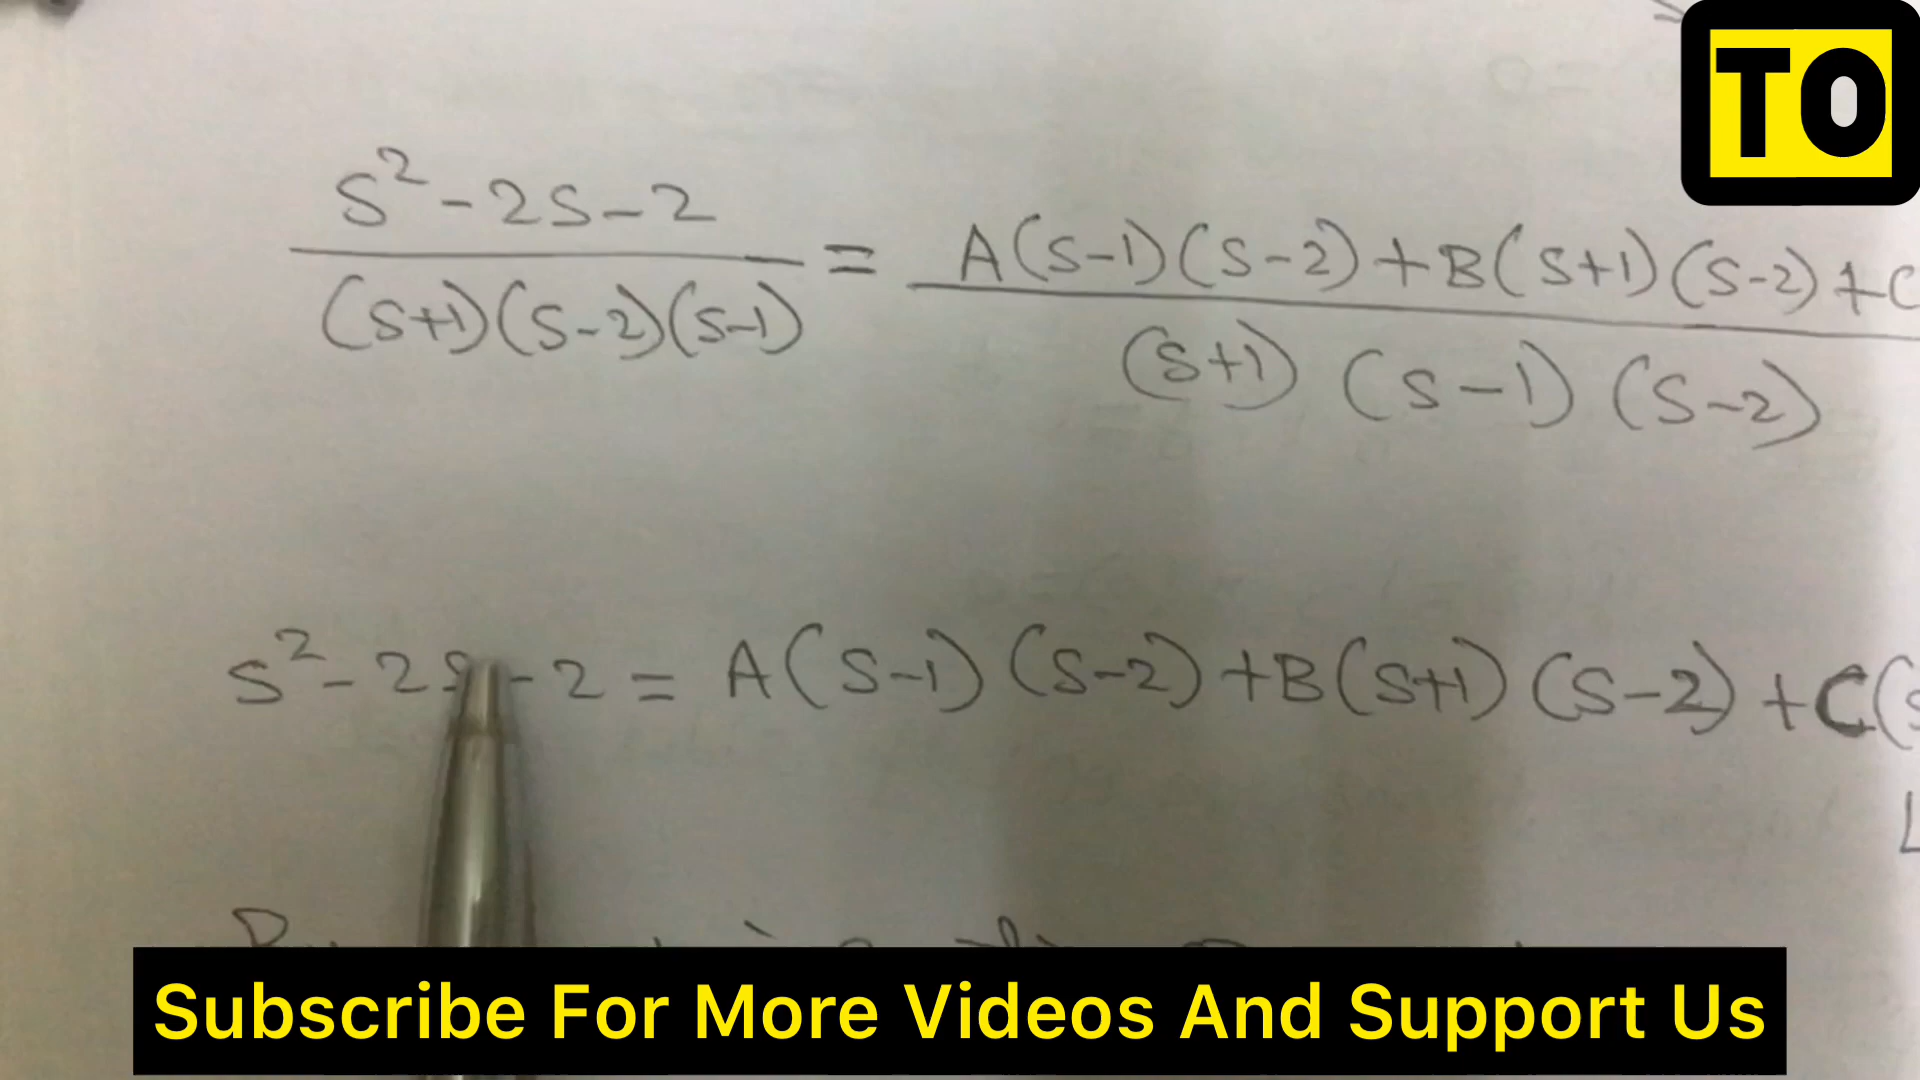 TO
s² - 2s - 2 = A(s-1)(s-2) + B(s+1)(s-2) + C
(s+1)(s-2)(s-1) (s+1) (s-1) (s-2)
s² - 2s - 2 = A(s-1)(s-2) + B(s+1)(s-2) + C(s
Subscribe For More Videos And Support Us